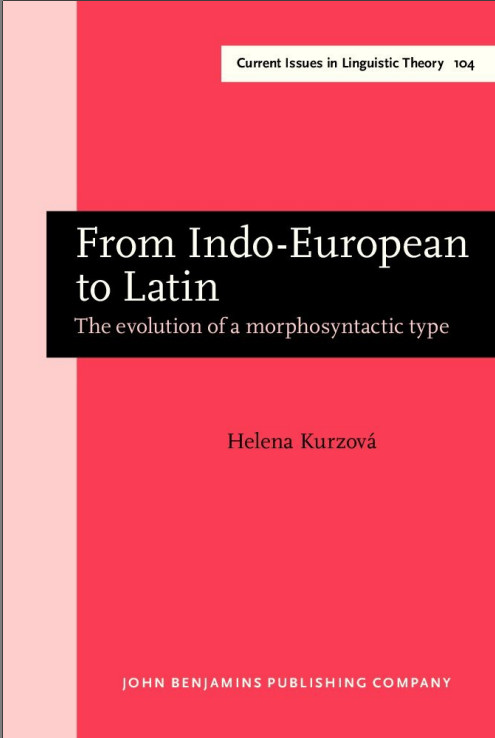 Current Issues in Linguistic Theory 104
From Indo-European
to Latin
The evolution of a morphosyntactic type
Helena Kurzová
JOHN BENJAMINS PUBLISHING COMPANY